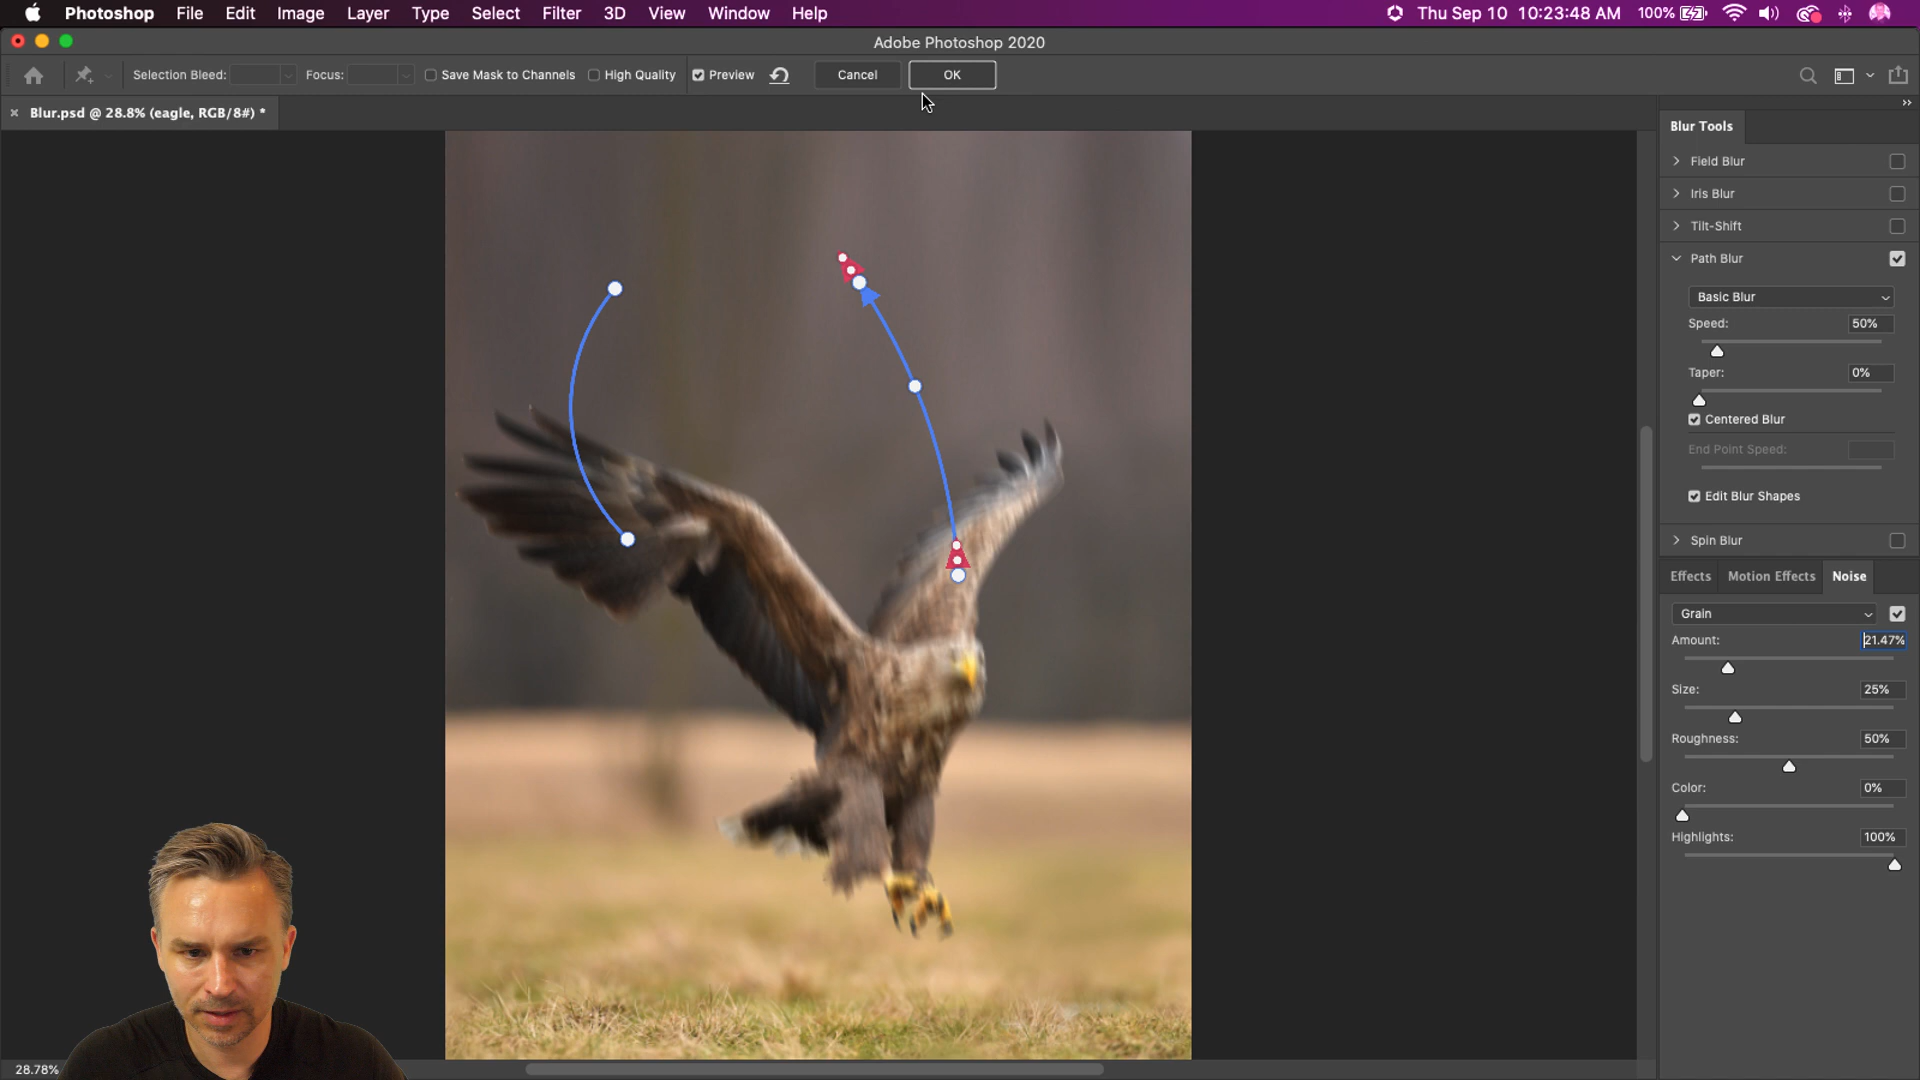 Photoshop File Edit Image Layer Type Select Filter 3D View Window Help Thu Sep 10 10:23:48 AM 100%
Adobe Photoshop 2020
Selection Bleed: Focus: Save Mask to Channels High Quality Preview Cancel OK
Blur.psd @ 28.8% (eagle, RGB/8#) *
Blur Tools
Field Blur
Iris Blur
Tilt-Shift
Path Blur
Basic Blur
Speed: 50%
Taper: 0%
Centered Blur
End Point Speed:
Edit Blur Shapes
Spin Blur
Effects Motion Effects Noise
Grain
Amount: 21.47%
Size: 25%
Roughness: 50%
Color: 0%
Highlights: 100%
28.78%